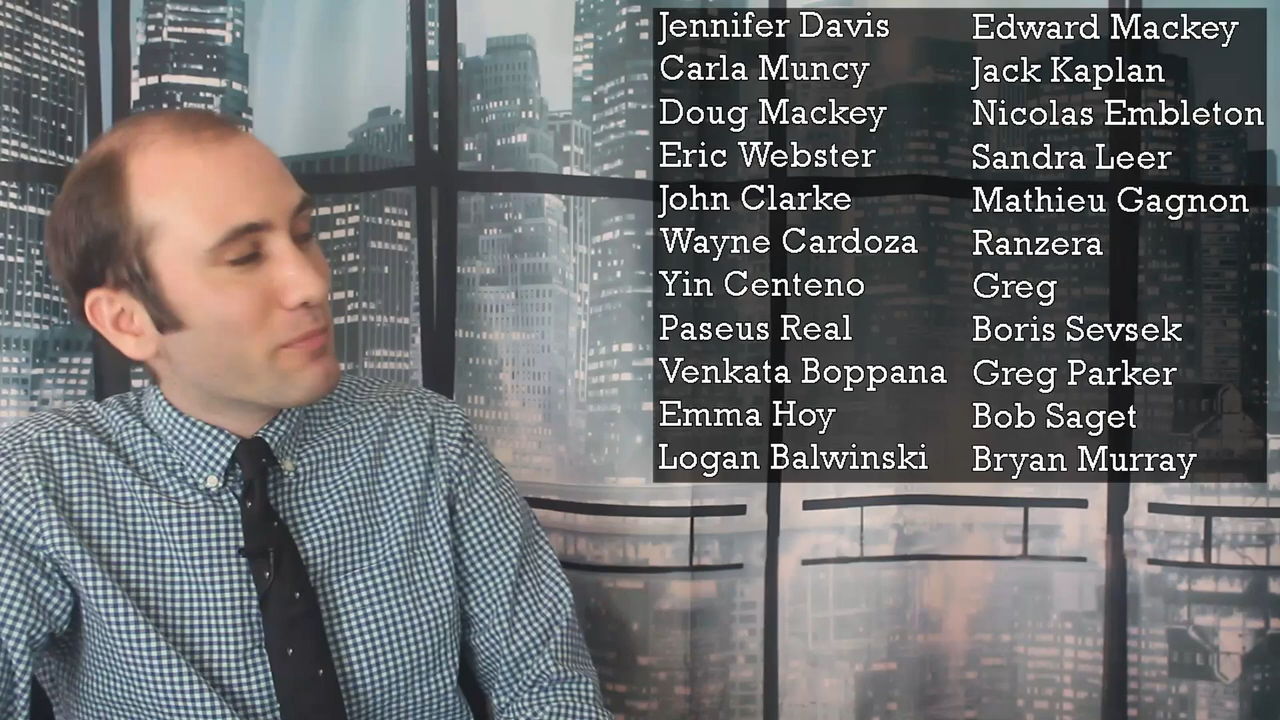 Jennifer Davis
Carla Muncy
Doug Mackey
Eric Webster
John Clarke
Wayne Cardoza
Yin Centeno
Paseus Real
Venkata Boppana
Emma Hoy
Logan Balwinski
Edward Mackey
Jack Kaplan
Nicolas Embleton
Sandra Leer
Mathieu Gagnon
Ranzera
Greg
Boris Sevsek
Greg Parker
Bob Saget
Bryan Murray